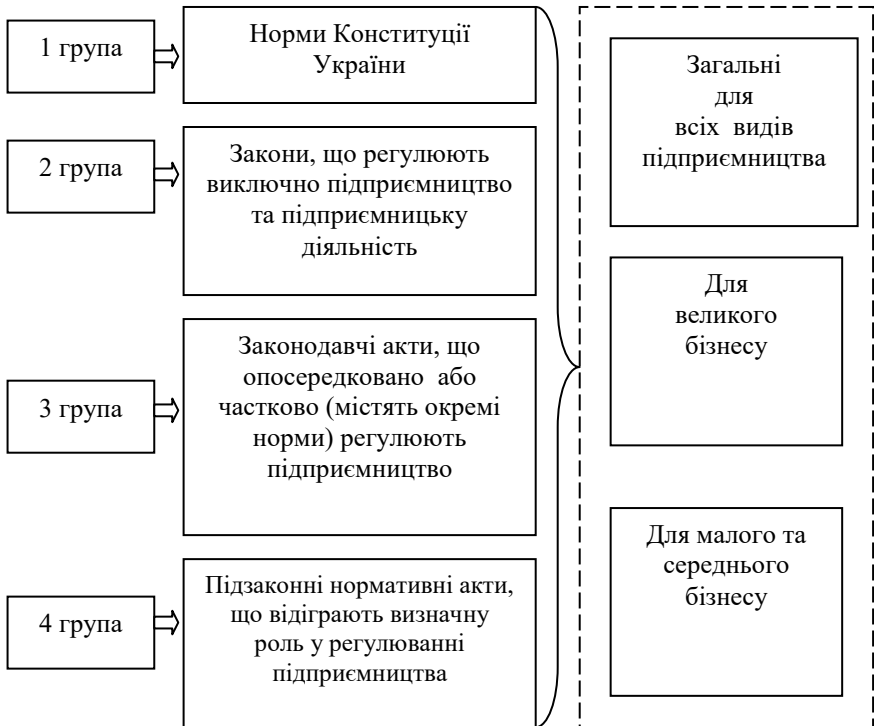 1 група
Норми Конституції
України
2 група
Закони, що регулюють
виключно підприємництво
та підприємницьку
діяльність
3 група
Законодавчі акти, що
опосередковано або
частково (містять окремі
норми) регулюють
підприємництво
4 група
Підзаконні нормативні акти,
що відіграють визначну
роль у регулюванні
підприємництва
Загальні
для
всіх видів
підприємництва
Для
великого
бізнесу
Для малого та
середнього
бізнесу